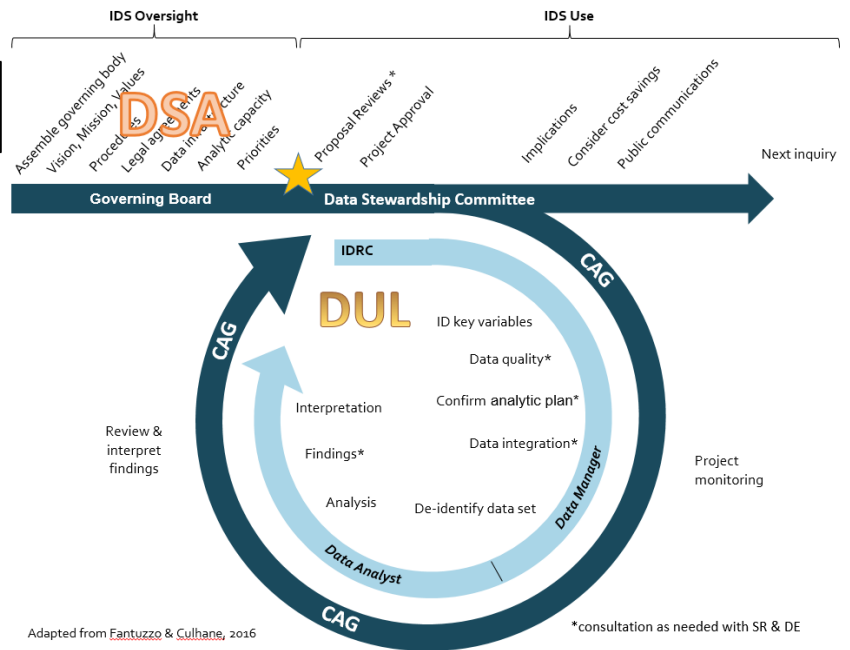 IDS Oversight
IDS Use
Assemble governing body
Vision, Mission, Values
Procedures
Legal agreements
Data infrastructure
Analytic capacity
Priorities
DSA
Proposal Reviews *
Project Approval
Implications
Consider cost savings
Public communications
Next inquiry
Governing Board
Data Stewardship Committee
IDRC
CAG
DUL
CAG
ID key variables
Data quality*
Interpretation
Confirm analytic plan*
Review &
interpret
findings
Findings*
Data integration*
Project
monitoring
Analysis
De-identify data set
Data Manager
Data Analyst
CAG
Adapted from Fantuzzo & Culhane, 2016
*consultation as needed with SR & DE